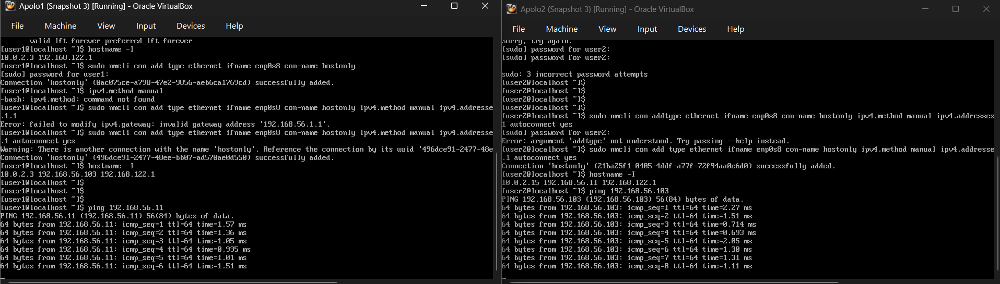 Apolo1 (Snapshot 3) [Running] - Oracle VirtualBox
File Machine View Input Devices Help
valid_lft forever preferred_lft forever
[user1@localhost ~]$ hostname -I
10.0.2.3 192.168.122.1
[user1@localhost ~]$ sudo nmcli con add type ethernet ifname enp0s8 con-name hostonly
[sudo] password for user1:
Connection 'hostonly' (0ac075ce-a798-47e2-9856-aeb6ca1769cd) successfully added.
[user1@localhost ~]$ ipv4.method manual
-bash: ipv4.method: command not found
[user1@localhost ~]$ sudo nmcli con add type ethernet ifname enp0s8 con-name hostonly ipv4.method manual ipv4.addresse
.1.1
Error: failed to modify ipv4.gateway: invalid gateway address '192.168.56.1.1'.
[user1@localhost ~]$ sudo nmcli con add type ethernet ifname enp0s8 con-name hostonly ipv4.method manual ipv4.addresse
.1 autoconnect yes
Warning: There is another connection with the name 'hostonly'. Reference the connection by its uuid '496dce91-2477-48e
Connection 'hostonly' (496dce91-2477-48ee-bb07-ad570ae0d550) successfully added.
[user1@localhost ~]$ hostname -I
10.0.2.3 192.168.56.103 192.168.122.1
[user1@localhost ~]$
[user1@localhost ~]$
[user1@localhost ~]$
[user1@localhost ~]$ ping 192.168.56.11
PING 192.168.56.11 (192.168.56.11) 56(84) bytes of data.
64 bytes from 192.168.56.11: icmp_seq=1 ttl=64 time=1.57 ms
64 bytes from 192.168.56.11: icmp_seq=2 ttl=64 time=1.36 ms
64 bytes from 192.168.56.11: icmp_seq=3 ttl=64 time=1.05 ms
64 bytes from 192.168.56.11: icmp_seq=4 ttl=64 time=0.935 ms
64 bytes from 192.168.56.11: icmp_seq=5 ttl=64 time=1.01 ms
64 bytes from 192.168.56.11: icmp_seq=6 ttl=64 time=1.51 ms
Apolo2 (Snapshot 3) [Running] - Oracle VirtualBox
File Machine View Input Devices Help
Sorry, try again.
[sudo] password for user2:
[sudo] password for user2:
sudo: 3 incorrect password attempts
[user2@localhost ~]$
[user2@localhost ~]$
[user2@localhost ~]$
[user2@localhost ~]$
[user2@localhost ~]$ sudo nmcli con addtype ethernet ifname enp0s8 con-name hostonly ipv4.method manual ipv4.addresses
1 autoconnect yes
[sudo] password for user2:
Error: argument 'addtype' not understood. Try passing --help instead.
[user2@localhost ~]$ sudo nmcli con add type ethernet ifname enp0s8 con-name hostonly ipv4.method manual ipv4.addresse
.1 autoconnect yes
Connection 'hostonly' (21ba25f1-0405-4ddf-a77f-72f94aa0e6d0) successfully added.
[user2@localhost ~]$ hostname -I
10.0.2.15 192.168.56.11 192.168.122.1
[user2@localhost ~]$ ping 192.168.56.103
PING 192.168.56.103 (192.168.56.103) 56(84) bytes of data.
64 bytes from 192.168.56.103: icmp_seq=1 ttl=64 time=2.27 ms
64 bytes from 192.168.56.103: icmp_seq=2 ttl=64 time=1.51 ms
64 bytes from 192.168.56.103: icmp_seq=3 ttl=64 time=0.714 ms
64 bytes from 192.168.56.103: icmp_seq=4 ttl=64 time=0.693 ms
64 bytes from 192.168.56.103: icmp_seq=5 ttl=64 time=2.05 ms
64 bytes from 192.168.56.103: icmp_seq=6 ttl=64 time=1.30 ms
64 bytes from 192.168.56.103: icmp_seq=7 ttl=64 time=1.31 ms
64 bytes from 192.168.56.103: icmp_seq=8 ttl=64 time=1.11 ms